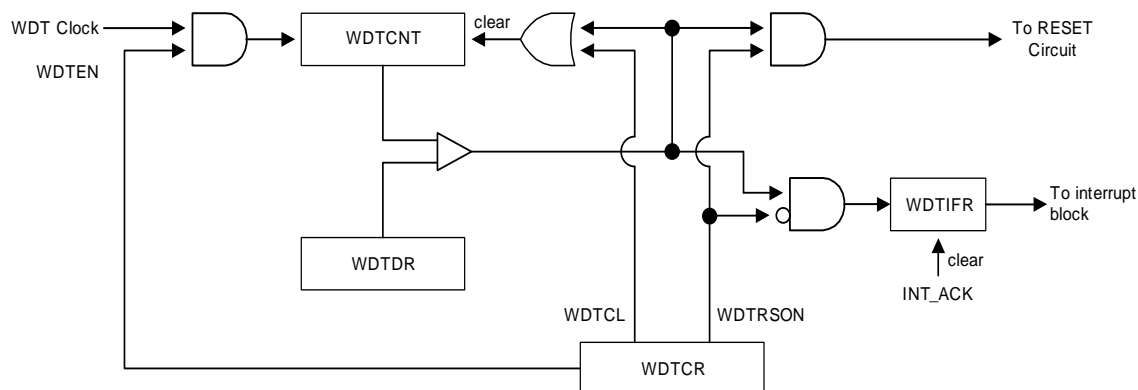 WDT Clock
WDTEN
WDTCNT
clear
To RESET
Circuit
WDTDR
WDTIFR
To interrupt
block
clear
INT_ACK
WDTCL
WDTRSON
WDTCR